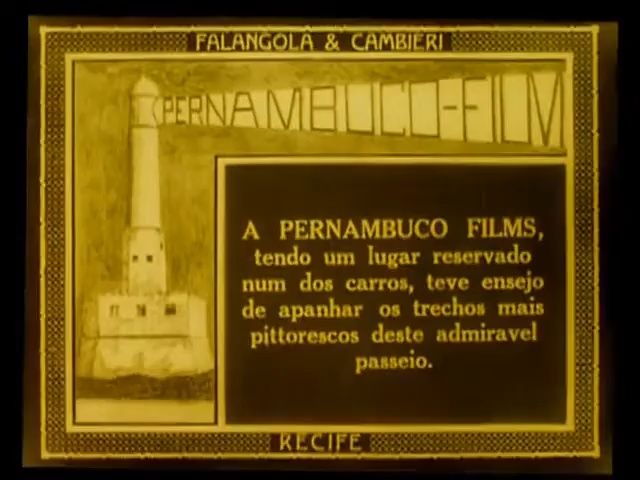 FALANGOLA & CAMBIERI
PERNAMBUCO-FILM
A PERNAMBUCO FILMS,
tendo um lugar reservado
num dos carros, teve ensejo
de apanhar os trechos mais
pittorescos deste admiravel
passeio.
RECIFE